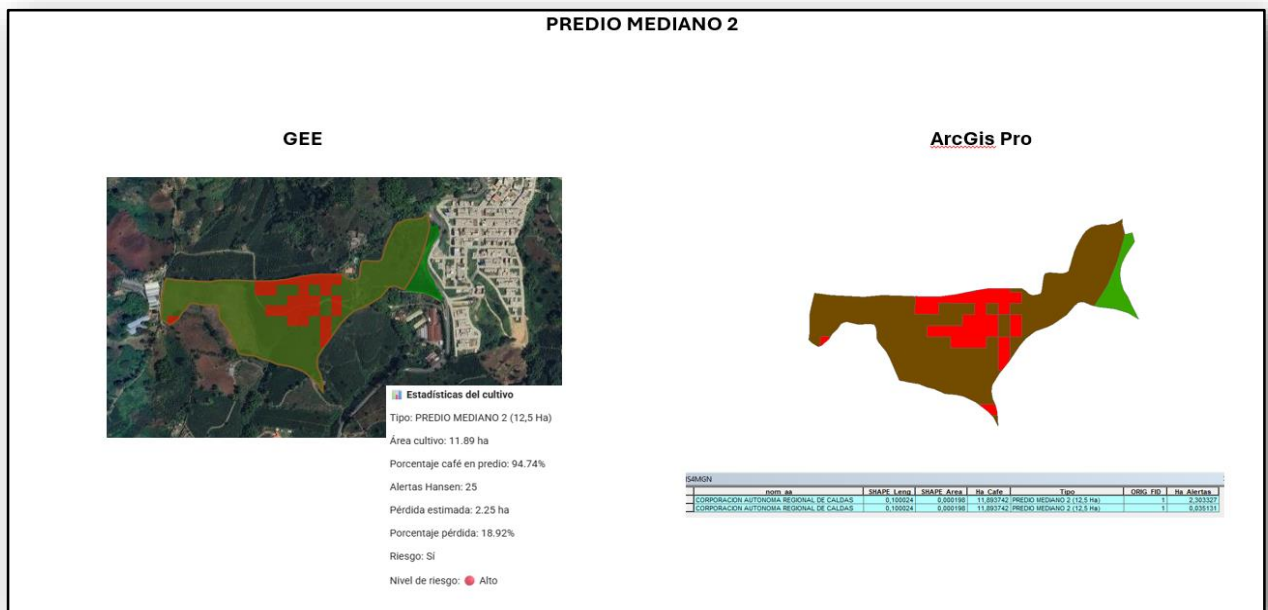 PREDIO MEDIANO 2
GEE
ArcGis Pro
Estadísticas del cultivo
Tipo: PREDIO MEDIANO 2 (12,5 Ha)
Área cultivo: 11.89 ha
Porcentaje café en predio: 94.74%
Alertas Hansen: 25
Pérdida estimada: 2.25 ha
Porcentaje pérdida: 18.92%
Riesgo: Sí
Nivel de riesgo: Alto
IS4MGN
nom_aa SHAPE_Leng SHAPE_Area Ha_Cafe Tipo ORIG_FID Ha_Alertas
CORPORACION AUTONOMA REGIONAL DE CALDAS 0,100024 0,000198 11,893742 PREDIO MEDIANO 2 (12,5 Ha) 1 2,303327
CORPORACION AUTONOMA REGIONAL DE CALDAS 0,100024 0,000198 11,893742 PREDIO MEDIANO 2 (12,5 Ha) 1 0,035131